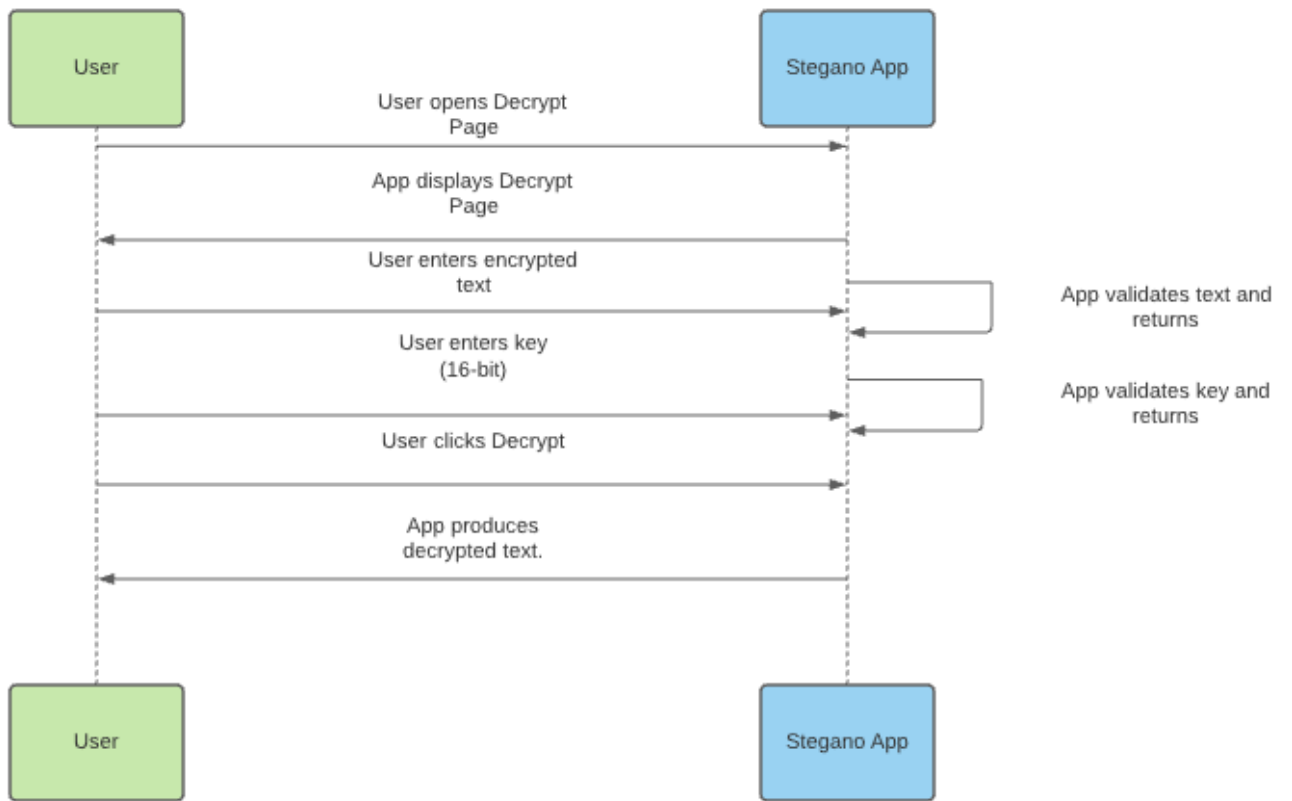 User
Stegano App
User opens Decrypt
Page
App displays Decrypt
Page
User enters encrypted
text
App validates text and
returns
User enters key
(16-bit)
App validates key and
returns
User clicks Decrypt
App produces
decrypted text.
User
Stegano App